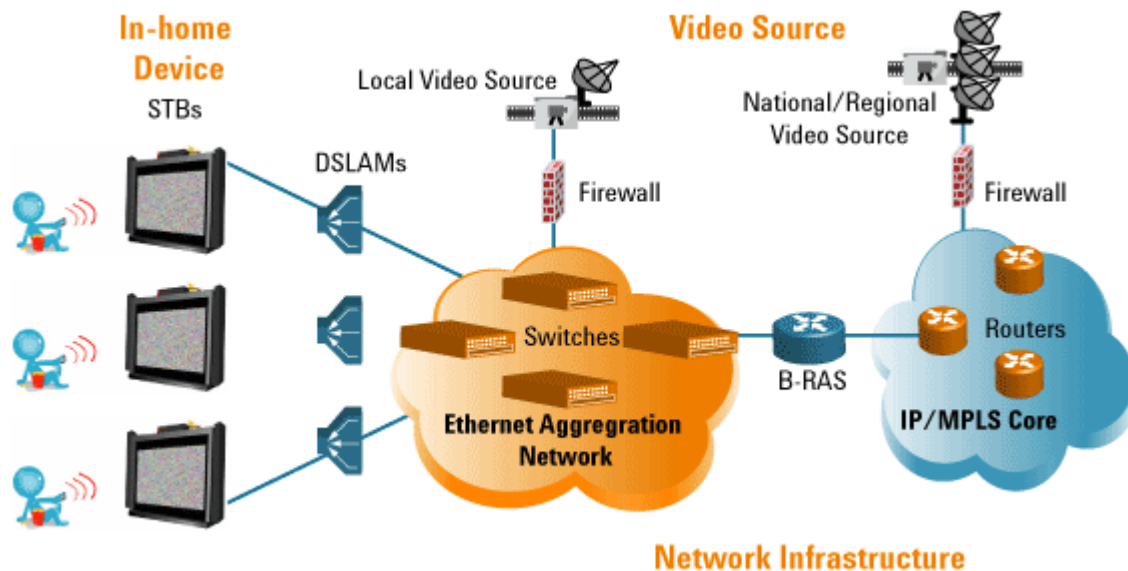 In-home
Device
STBs
Video Source
Local Video Source
National/Regional
Video Source
DSLAMs
Firewall
Firewall
Switches
Routers
B-RAS
Ethernet Aggregration
Network
IP/MPLS Core
Network Infrastructure